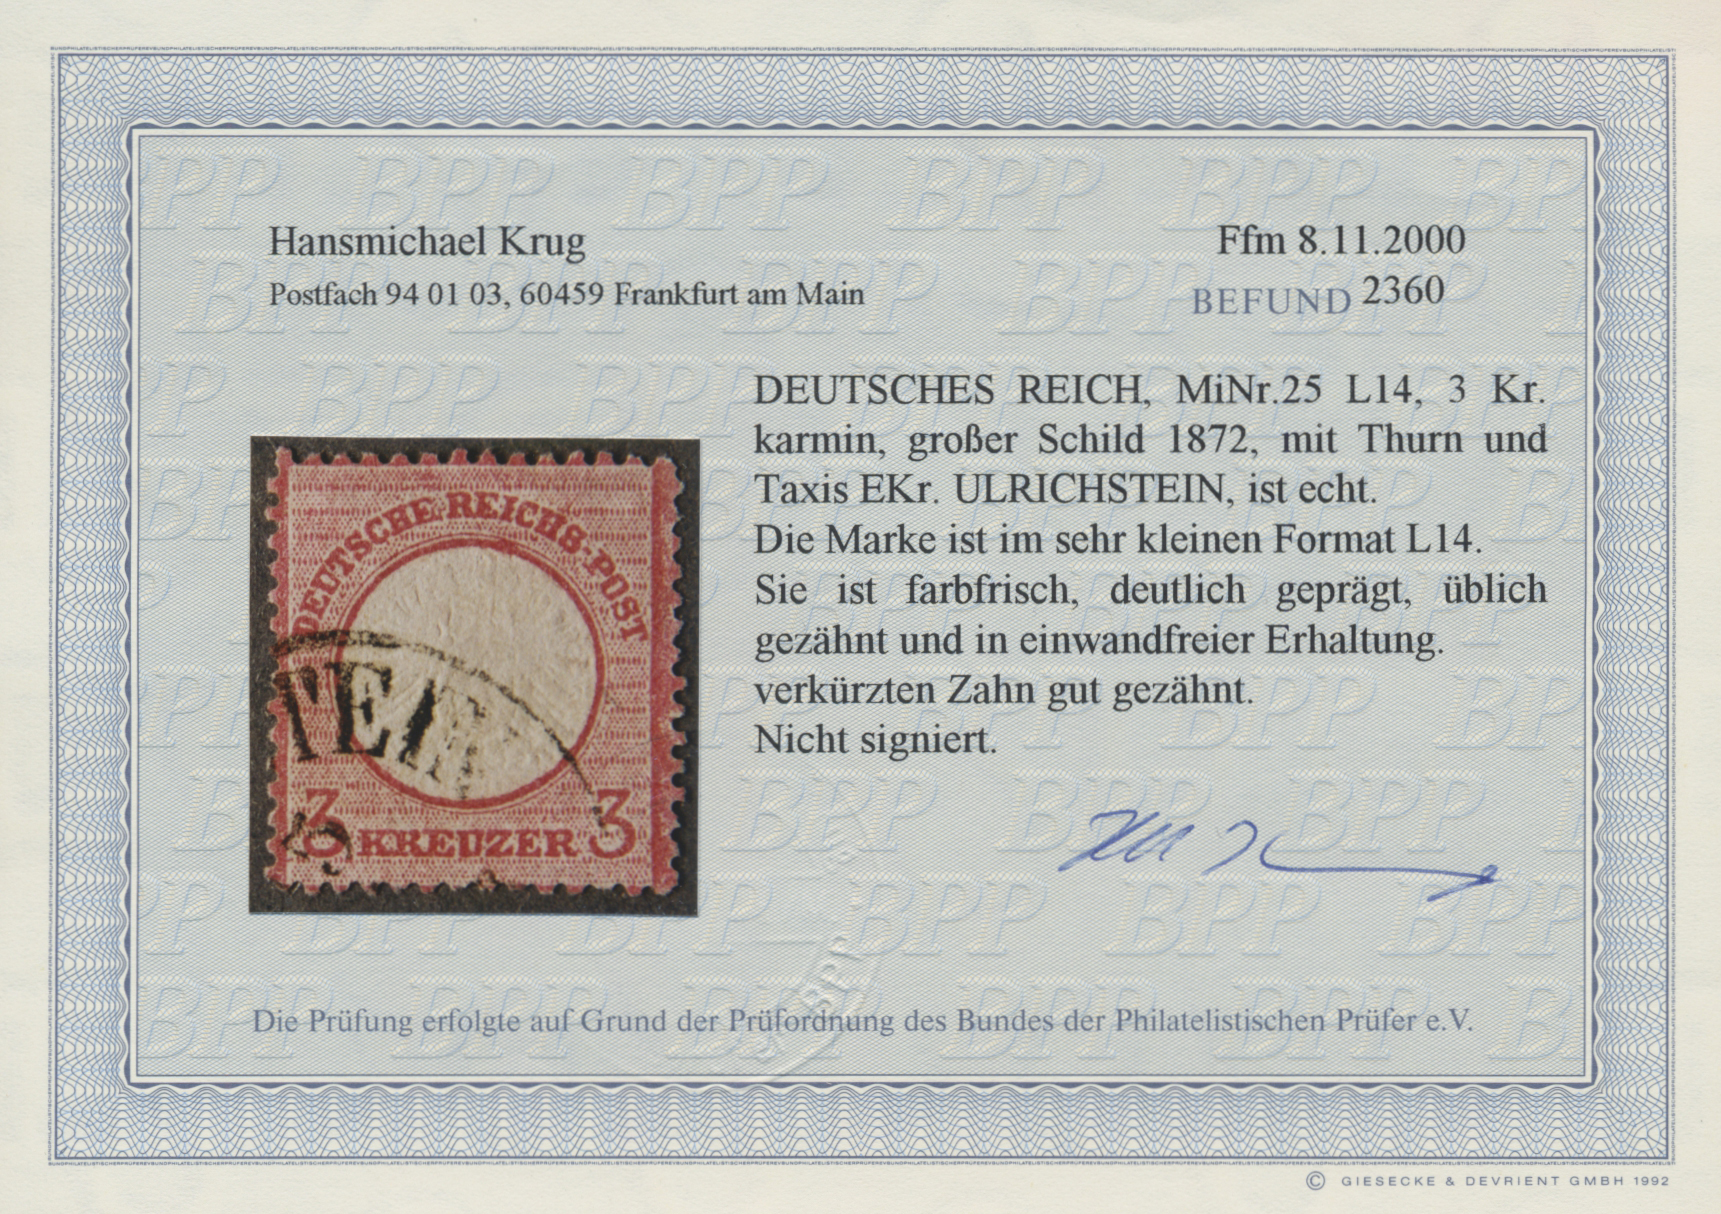 Hansmichael Krug
Postfach 94 01 03, 60459 Frankfurt am Main
Ffm 8.11.2000
BEFUND 2360
DEUTSCHES REICH, MiNr.25 L14, 3 Kr.
karmin, großer Schild 1872, mit Thurn und
Taxis EKr. ULRICHSTEIN, ist echt.
Die Marke ist im sehr kleinen Format L14.
Sie ist farbfrisch, deutlich geprägt, üblich
gezähnt und in einwandfreier Erhaltung.
verkürzten Zahn gut gezähnt.
Nicht signiert.
DEUTSCHE REICHS-POST
TEIN
3 KREUZER 3
Die Prüfung erfolgte auf Grund der Prüfordnung des Bundes der Philatelistischen Prüfer e.V.
© GIESECKE & DEVRIENT GMBH 1992
BPP